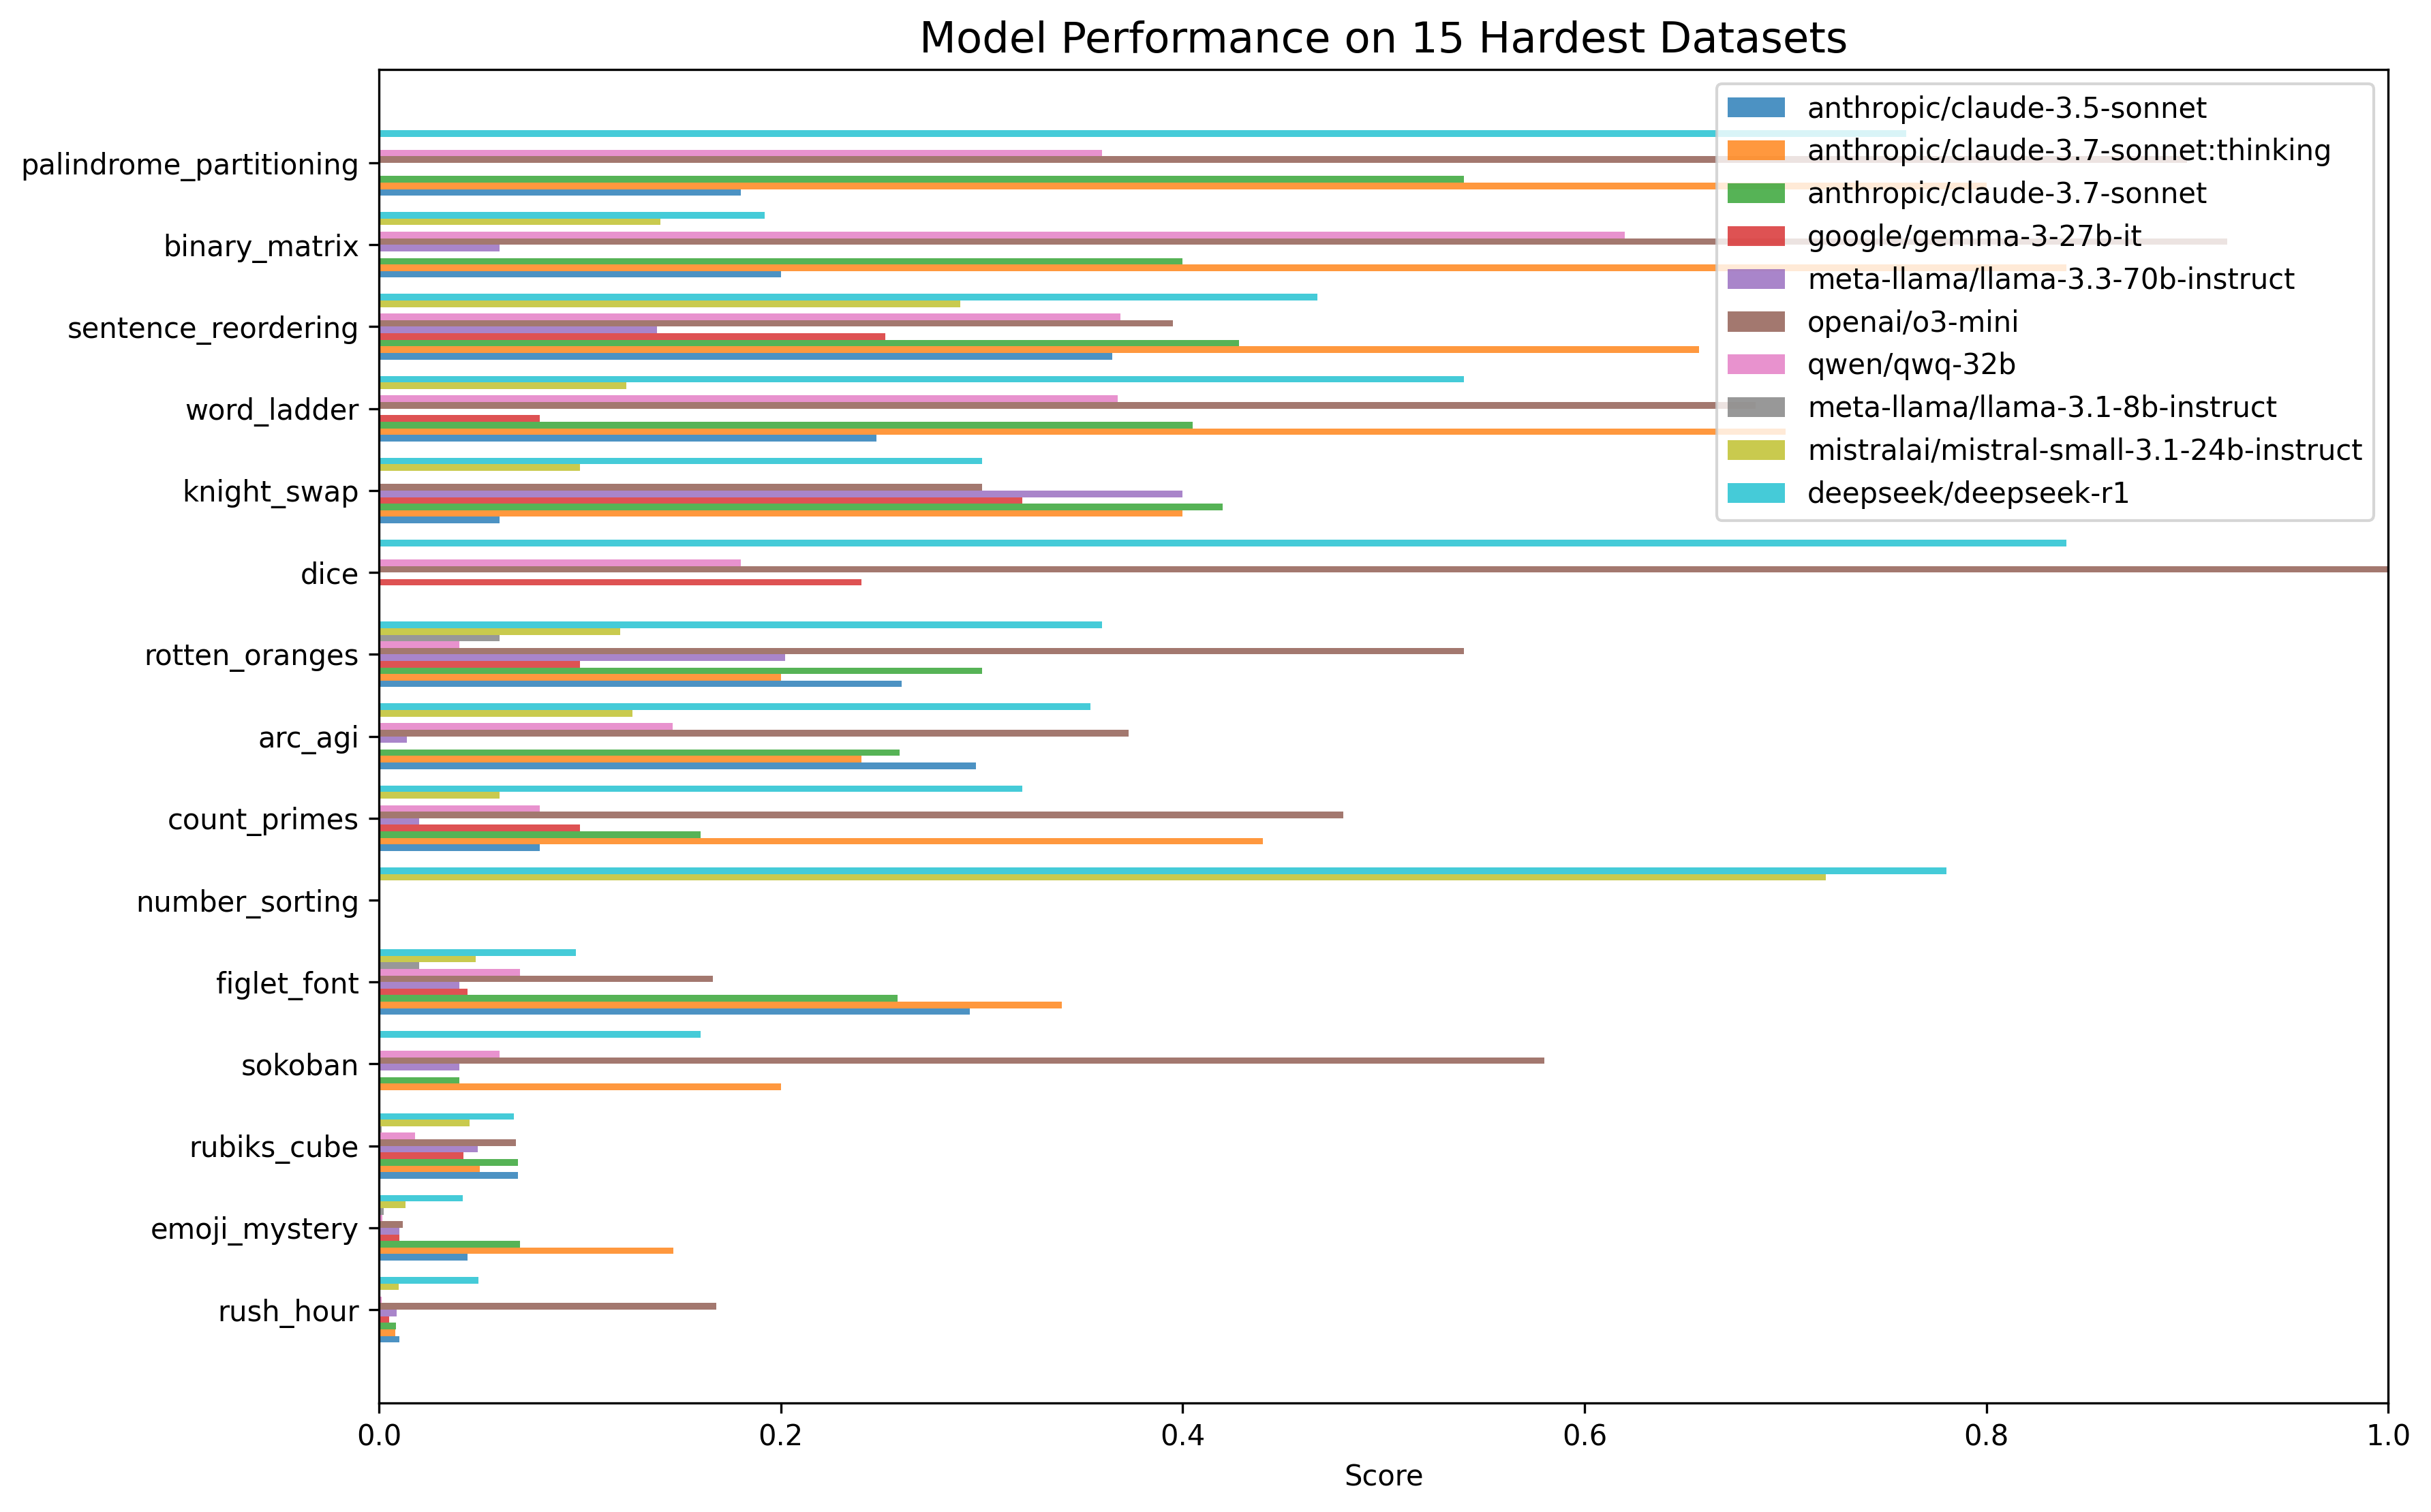 Model Performance on 15 Hardest Datasets
anthropic/claude-3.5-sonnet
anthropic/claude-3.7-sonnet:thinking
anthropic/claude-3.7-sonnet
google/gemma-3-27b-it
meta-llama/llama-3.3-70b-instruct
openai/o3-mini
qwen/qwq-32b
meta-llama/llama-3.1-8b-instruct
mistralai/mistral-small-3.1-24b-instruct
deepseek/deepseek-r1
palindrome_partitioning
binary_matrix
sentence_reordering
word_ladder
knight_swap
dice
rotten_oranges
arc_agi
count_primes
number_sorting
figlet_font
sokoban
rubiks_cube
emoji_mystery
rush_hour
0.0 0.2 0.4 0.6 0.8 1.0
Score